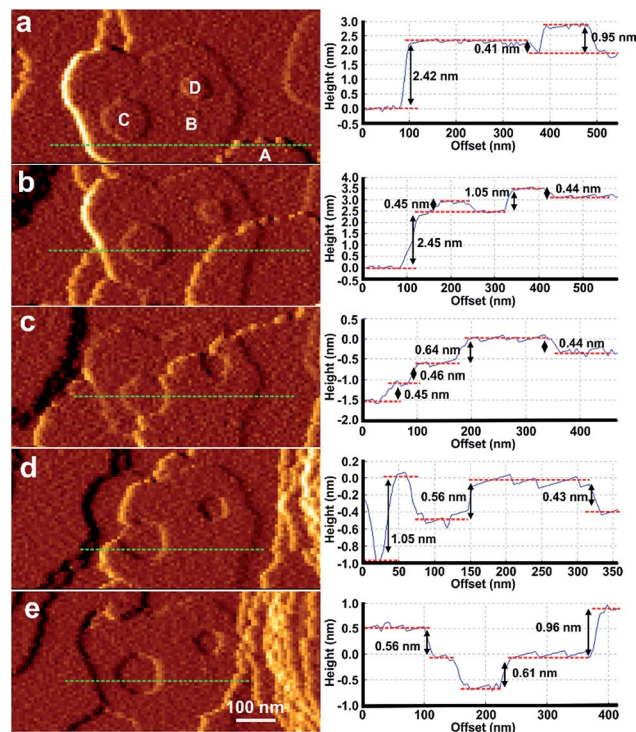 a
D
C
B
A
Height (nm)
3.0
2.5
2.0
1.5
1.0
0.5
0.0
-0.5
0.41 nm
0.95 nm
2.42 nm
0 100 200 300 400 500
Offset (nm)
b
Height (nm)
4.0
3.5
3.0
2.5
2.0
1.5
1.0
0.5
0.0
-0.5
0.45 nm
1.05 nm
0.44 nm
2.45 nm
0 100 200 300 400 500
Offset (nm)
c
Height (nm)
0.5
0.0
-0.5
-1.0
-1.5
-2.0
0.64 nm
0.44 nm
0.46 nm
0.45 nm
0 100 200 300 400
Offset (nm)
d
Height (nm)
0.2
0.0
-0.2
-0.4
-0.6
-0.8
-1.0
0.56 nm
0.43 nm
1.05 nm
0 50 100 150 200 250 300 350
Offset (nm)
e
100 nm
Height (nm)
1.0
0.5
0.0
-0.5
-1.0
0.56 nm
0.96 nm
0.61 nm
0 100 200 300 400
Offset (nm)